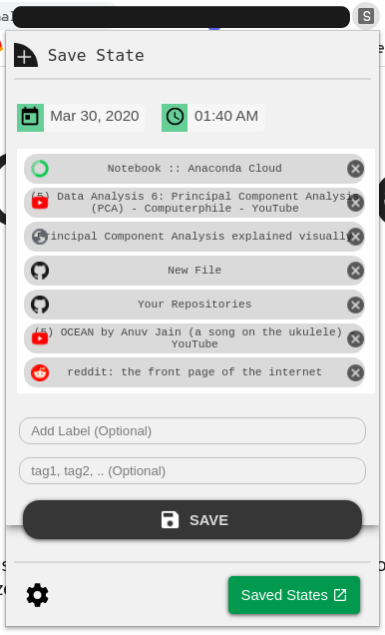 S
Save State
Mar 30, 2020
01:40 AM
Notebook :: Anaconda Cloud
(5) Data Analysis 6: Principal Component Analysis
(PCA) - Computerphile - YouTube
Principal Component Analysis explained visually
New File
Your Repositories
(5) OCEAN by Anuv Jain (a song on the ukulele)
YouTube
reddit: the front page of the internet
Add Label (Optional)
tag1, tag2, .. (Optional)
SAVE
Saved States